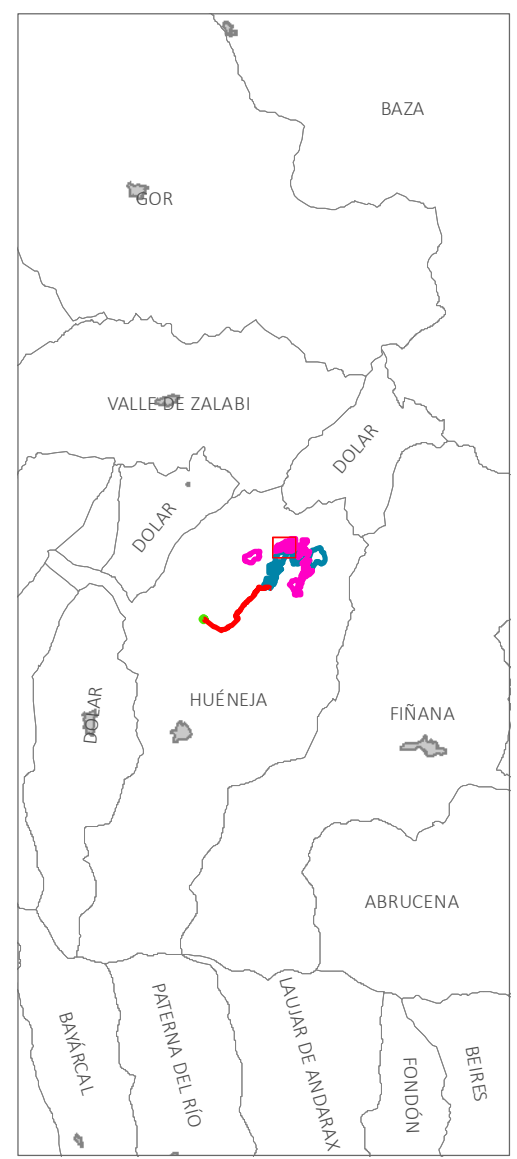 BAZA
GOR
VALLE DE ZALABI
DOLAR
DOLAR
HUÉNEJA
DOLAR
FIÑANA
ABRUCENA
BAYÁRCAL
PATERNA DEL RÍO
LAUJAR DE ANDARAX
FONDÓN
BEIRES